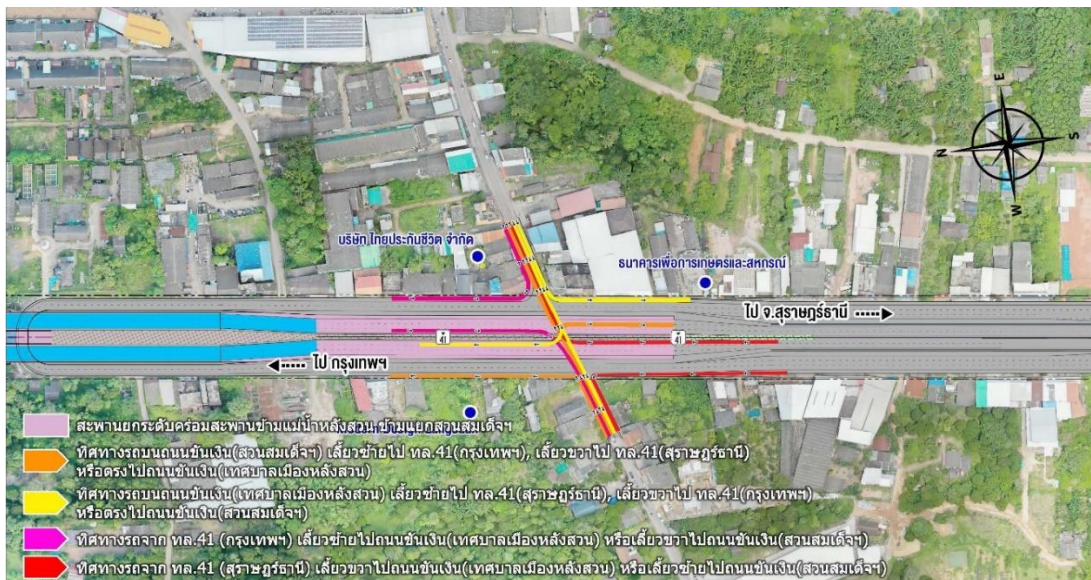 E
N
S
W
บริษัท ไทยประกันชีวิต จำกัด
ธนาคารเพื่อการเกษตรและสหกรณ์
ไป จ.สุราษฎร์ธานี
41
41
ไป กรุงเทพฯ
สะพานยกระดับคร่อมสะพานข้ามแม่น้ำหลังสวน ข้ามแยกสวนสมเด็จฯ
ทิศทางรถบนถนนขันเงิน(สวนสมเด็จฯ) เลี้ยวซ้ายไป ทล.41(กรุงเทพฯ), เลี้ยวขวาไป ทล.41(สุราษฎร์ธานี)
หรือตรงไปถนนขันเงิน(เทศบาลเมืองหลังสวน)
ทิศทางรถบนถนนขันเงิน(เทศบาลเมืองหลังสวน) เลี้ยวซ้ายไป ทล.41(สุราษฎร์ธานี), เลี้ยวขวาไป ทล.41(กรุงเทพฯ)
หรือตรงไปถนนขันเงิน(สวนสมเด็จฯ)
ทิศทางรถจาก ทล.41 (กรุงเทพฯ) เลี้ยวซ้ายไปถนนขันเงิน(เทศบาลเมืองหลังสวน) หรือเลี้ยวขวาไปถนนขันเงิน(สวนสมเด็จฯ)
ทิศทางรถจาก ทล.41 (สุราษฎร์ธานี) เลี้ยวขวาไปถนนขันเงิน(เทศบาลเมืองหลังสวน) หรือเลี้ยวซ้ายไปถนนขันเงิน(สวนสมเด็จฯ)